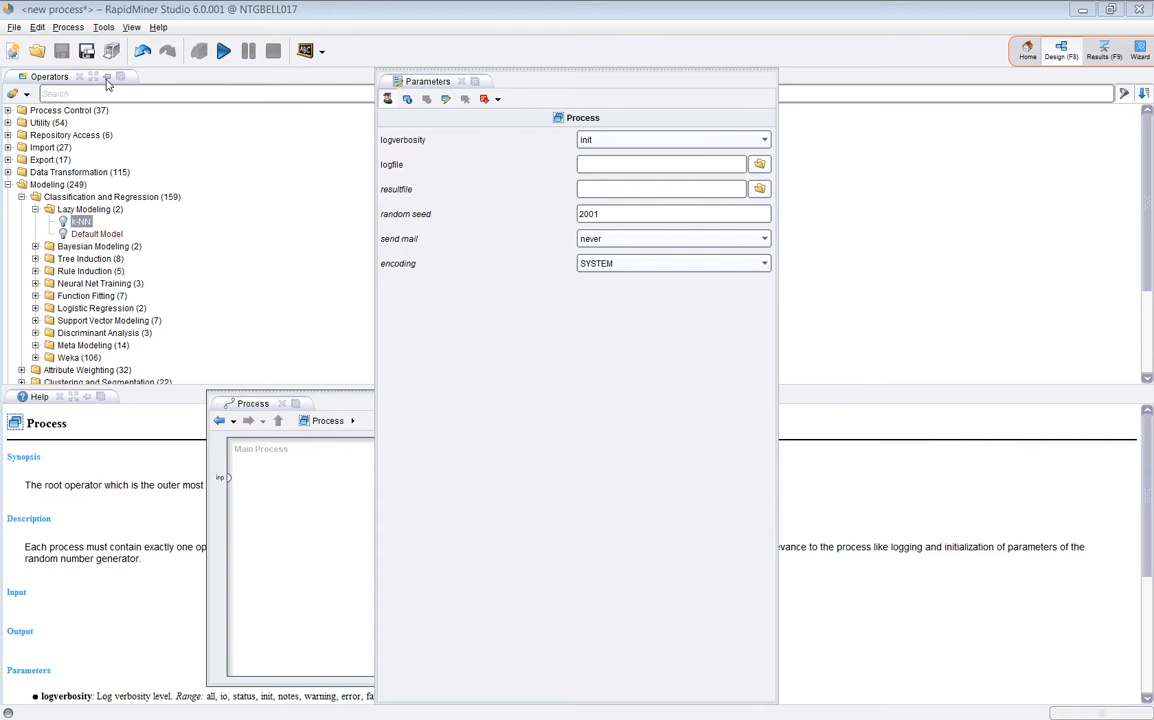 <new process*> – RapidMiner Studio 6.0.001 @ NTGBELL017
File Edit Process Tools View Help
ABC
Home Design (F8) Results (F9) Wizard
Operators
Search
Process Control (37)
Utility (54)
Repository Access (6)
Import (27)
Export (17)
Data Transformation (115)
Modeling (249)
Classification and Regression (159)
Lazy Modeling (2)
k-NN
Default Model
Bayesian Modeling (2)
Tree Induction (8)
Rule Induction (5)
Neural Net Training (3)
Function Fitting (7)
Logistic Regression (2)
Support Vector Modeling (7)
Discriminant Analysis (3)
Meta Modeling (14)
Weka (106)
Attribute Weighting (32)
Clustering and Segmentation (22)
Parameters
Process
logverbosity init
logfile
resultfile
random seed 2001
send mail never
encoding SYSTEM
Help
Process
Synopsis
The root operator which is the outer most
Description
Each process must contain exactly one op
evance to the process like logging and initialization of parameters of the
random number generator.
Input
Output
Parameters
● logverbosity: Log verbosity level. Range: all, io, status, init, notes, warning, error, fa
Process
Process
Main Process
inp